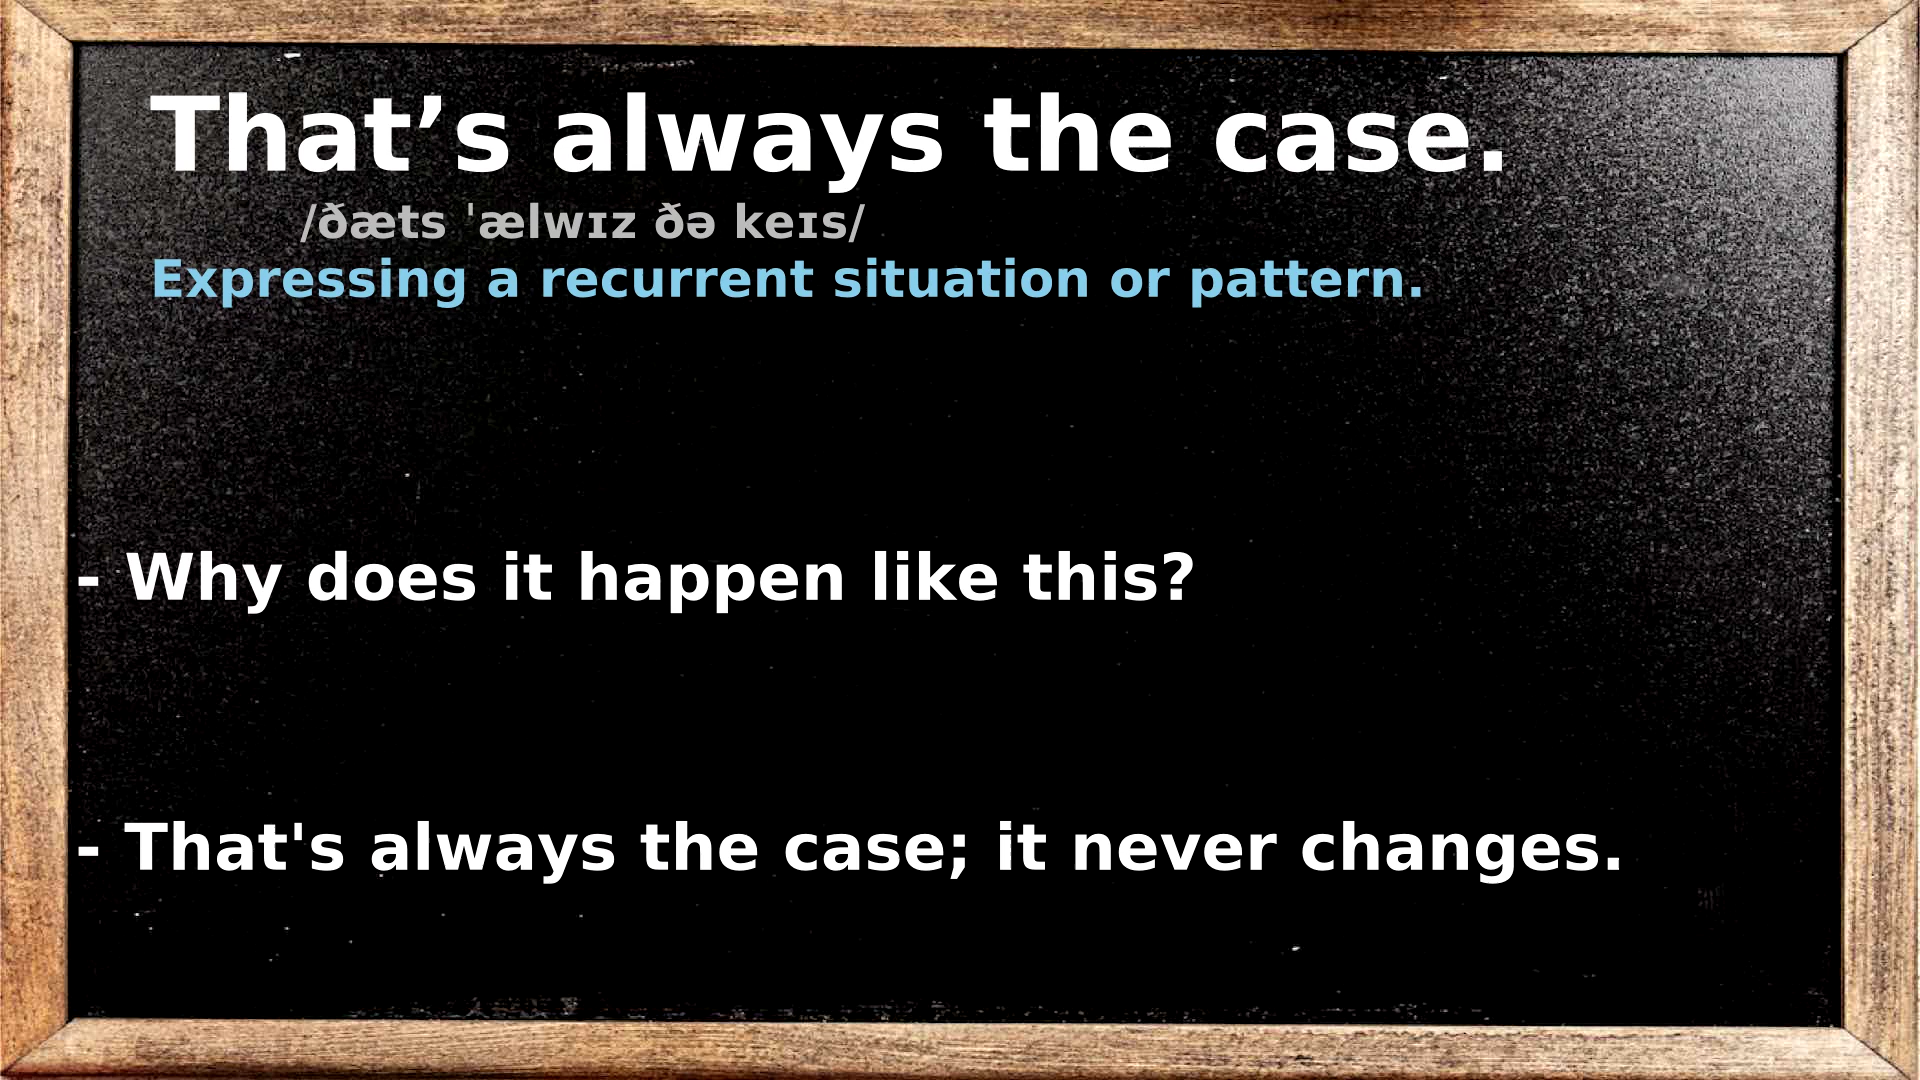 That’s always the case.
/ðæts ˈælwɪz ðə keɪs/
Expressing a recurrent situation or pattern.
- Why does it happen like this?
- That's always the case; it never changes.